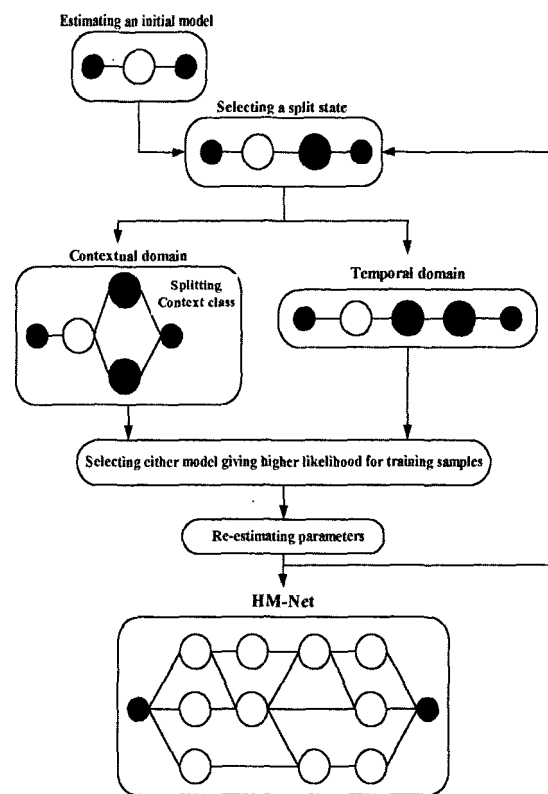 Estimating an initial model
Selecting a split state
Contextual domain
Splitting
Context class
Temporal domain
Selecting either model giving higher likelihood for training samples
Re-estimating parameters
HM-Net